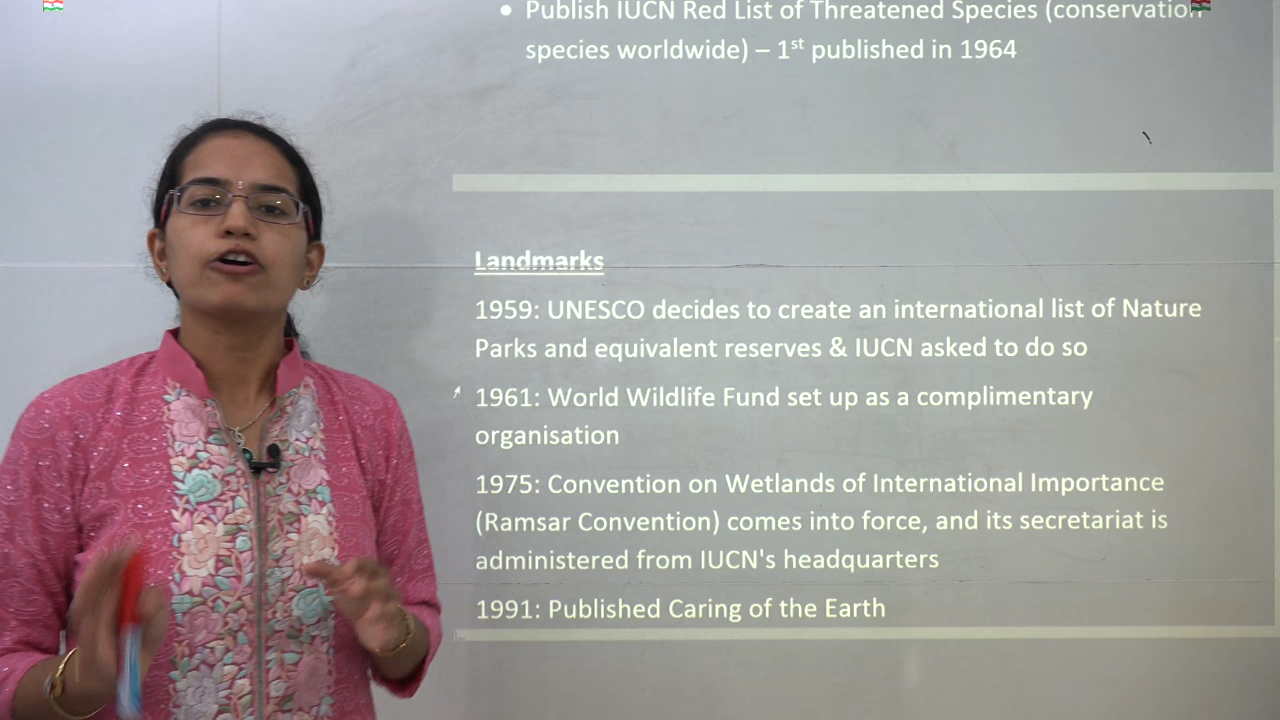 • Publish IUCN Red List of Threatened Species (conservation
species worldwide) – 1st published in 1964
Landmarks
1959: UNESCO decides to create an international list of Nature
Parks and equivalent reserves & IUCN asked to do so
1961: World Wildlife Fund set up as a complimentary
organisation
1975: Convention on Wetlands of International Importance
(Ramsar Convention) comes into force, and its secretariat is
administered from IUCN's headquarters
1991: Published Caring of the Earth